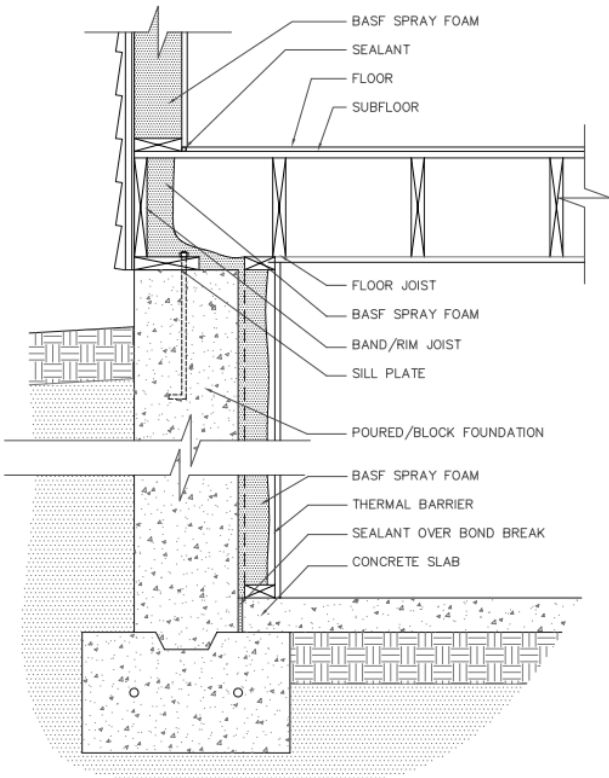 BASF SPRAY FOAM
SEALANT
FLOOR
SUBFLOOR
FLOOR JOIST
BASF SPRAY FOAM
BAND/RIM JOIST
SILL PLATE
POURED/BLOCK FOUNDATION
BASF SPRAY FOAM
THERMAL BARRIER
SEALANT OVER BOND BREAK
CONCRETE SLAB